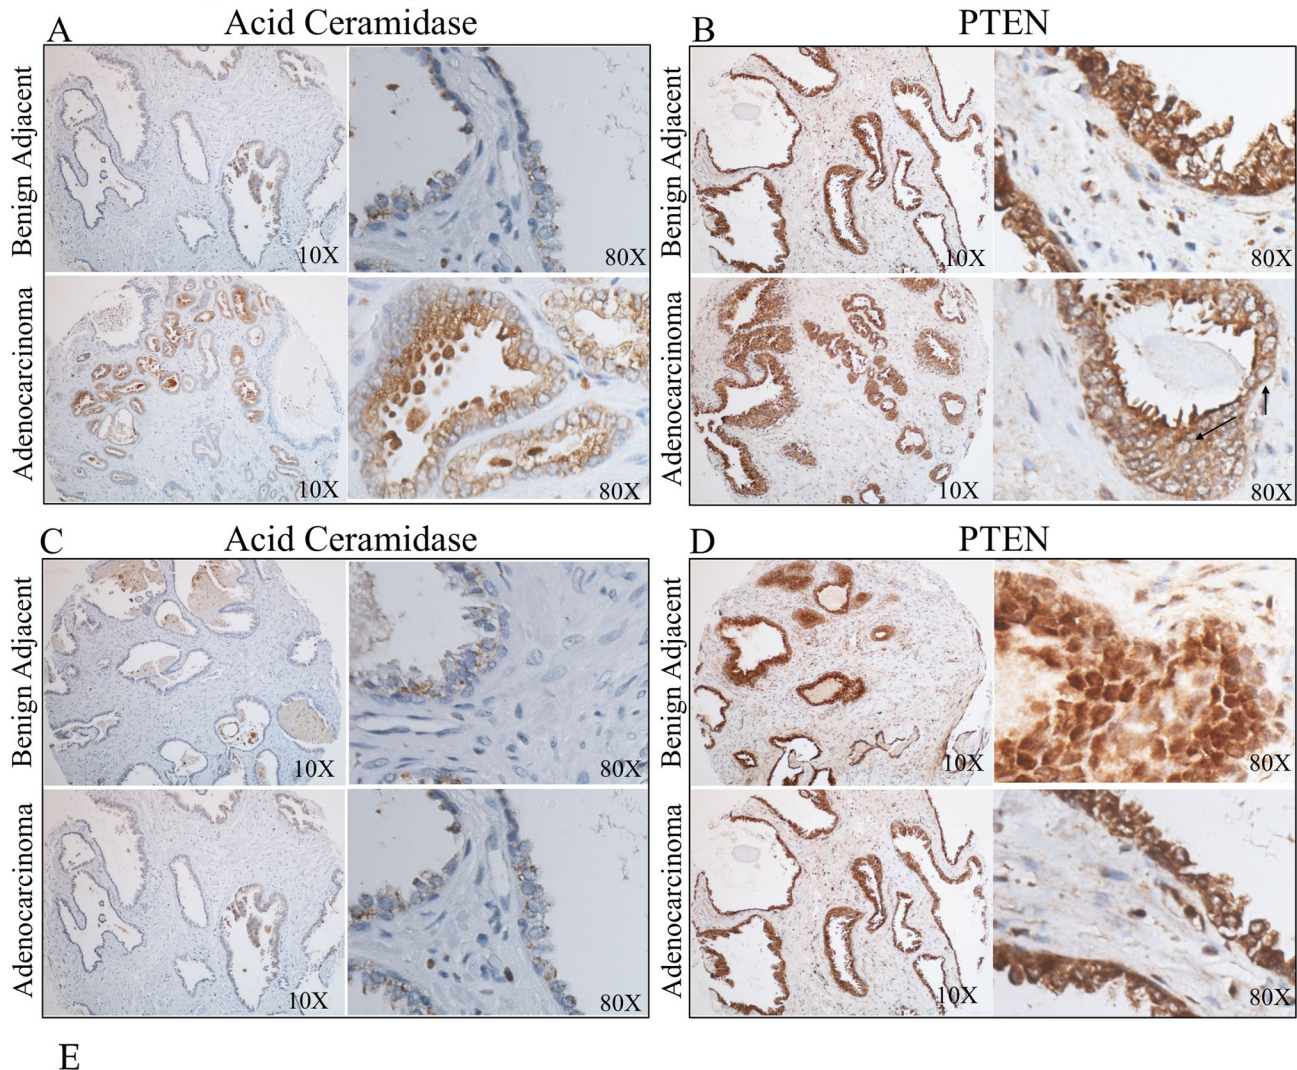 A Acid Ceramidase
B PTEN
Benign Adjacent
10X
80X
Benign Adjacent
10X
80X
Adenocarcinoma
10X
80X
Adenocarcinoma
10X
80X
C Acid Ceramidase
D PTEN
Benign Adjacent
10X
80X
Benign Adjacent
10X
80X
Adenocarcinoma
10X
80X
Adenocarcinoma
10X
80X
E